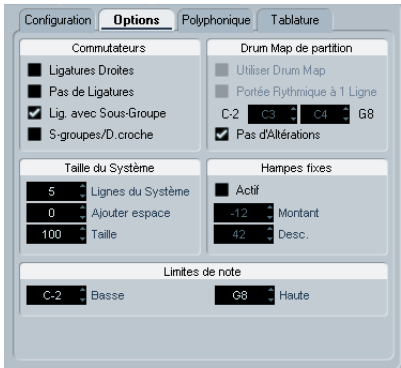 Configuration Options Polyphonique Tablature
Commutateurs
Ligatures Droites
Pas de Ligatures
Lig. avec Sous-Groupe
S-groupes/D.croche
Drum Map de partition
Utiliser Drum Map
Portée Rythmique à 1 Ligne
C-2 C3 C4 G8
Pas d'Altérations
Taille du Système
5 Lignes du Système
0 Ajouter espace
100 Taille
Hampes fixes
Actif
-12 Montant
42 Desc.
Limites de note
C-2 Basse G8 Haute